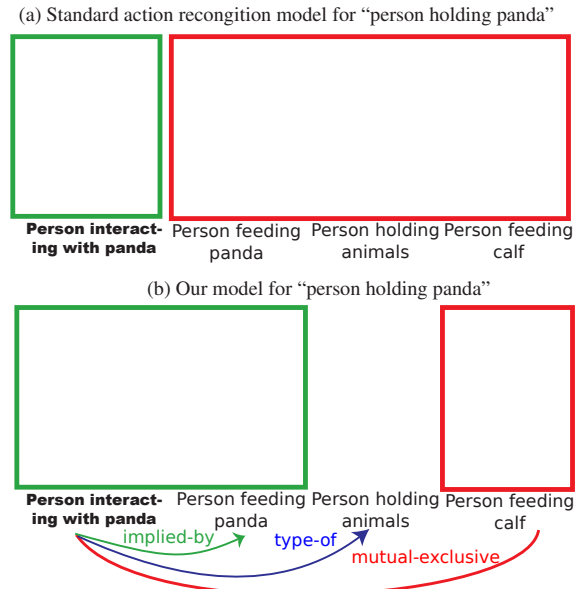 (a) Standard action recongition model for “person holding panda”
Person interact-
ing with panda
Person feeding
panda
Person holding
animals
Person feeding
calf
(b) Our model for “person holding panda”
Person interact-
ing with panda
Person feeding
panda
Person holding
animals
Person feeding
calf
implied-by
type-of
mutual-exclusive